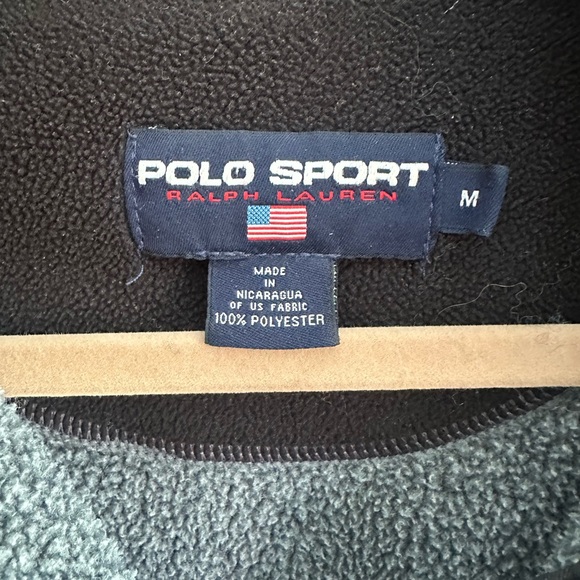 POLO SPORT
RALPH LAUREN
M
MADE
IN
NICARAGUA
OF US FABRIC
100% POLYESTER